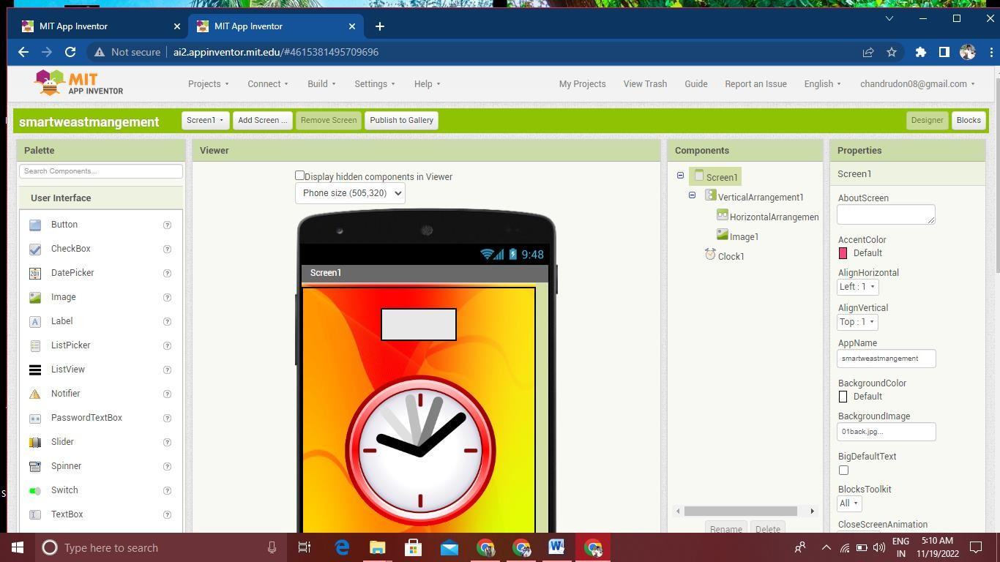 MIT App Inventor
MIT App Inventor
Not secure
ai2.appinventor.mit.edu/#4615381495709696
MIT
APP INVENTOR
Projects
Connect
Build
Settings
Help
My Projects
View Trash
Guide
Report an Issue
English
chandrudon08@gmail.com
smartweastmangement
Screen1
Add Screen ...
Remove Screen
Publish to Gallery
Designer
Blocks
Palette
Search Components...
User Interface
Button
?
CheckBox
?
DatePicker
?
Image
?
Label
?
ListPicker
?
ListView
?
Notifier
?
PasswordTextBox
?
Slider
?
Spinner
?
Switch
?
TextBox
?
Viewer
Display hidden components in Viewer
Phone size (505,320)
9:48
Screen1
Components
Screen1
VerticalArrangement1
HorizontalArrangemen
Image1
Clock1
Rename
Delete
Properties
Screen1
AboutScreen
AccentColor
Default
AlignHorizontal
Left : 1
AlignVertical
Top : 1
AppName
smartweastmangement
BackgroundColor
Default
BackgroundImage
01back.jpg...
BigDefaultText
BlocksToolkit
All
CloseScreenAnimation
Type here to search
ENG
IN
5:10 AM
11/19/2022